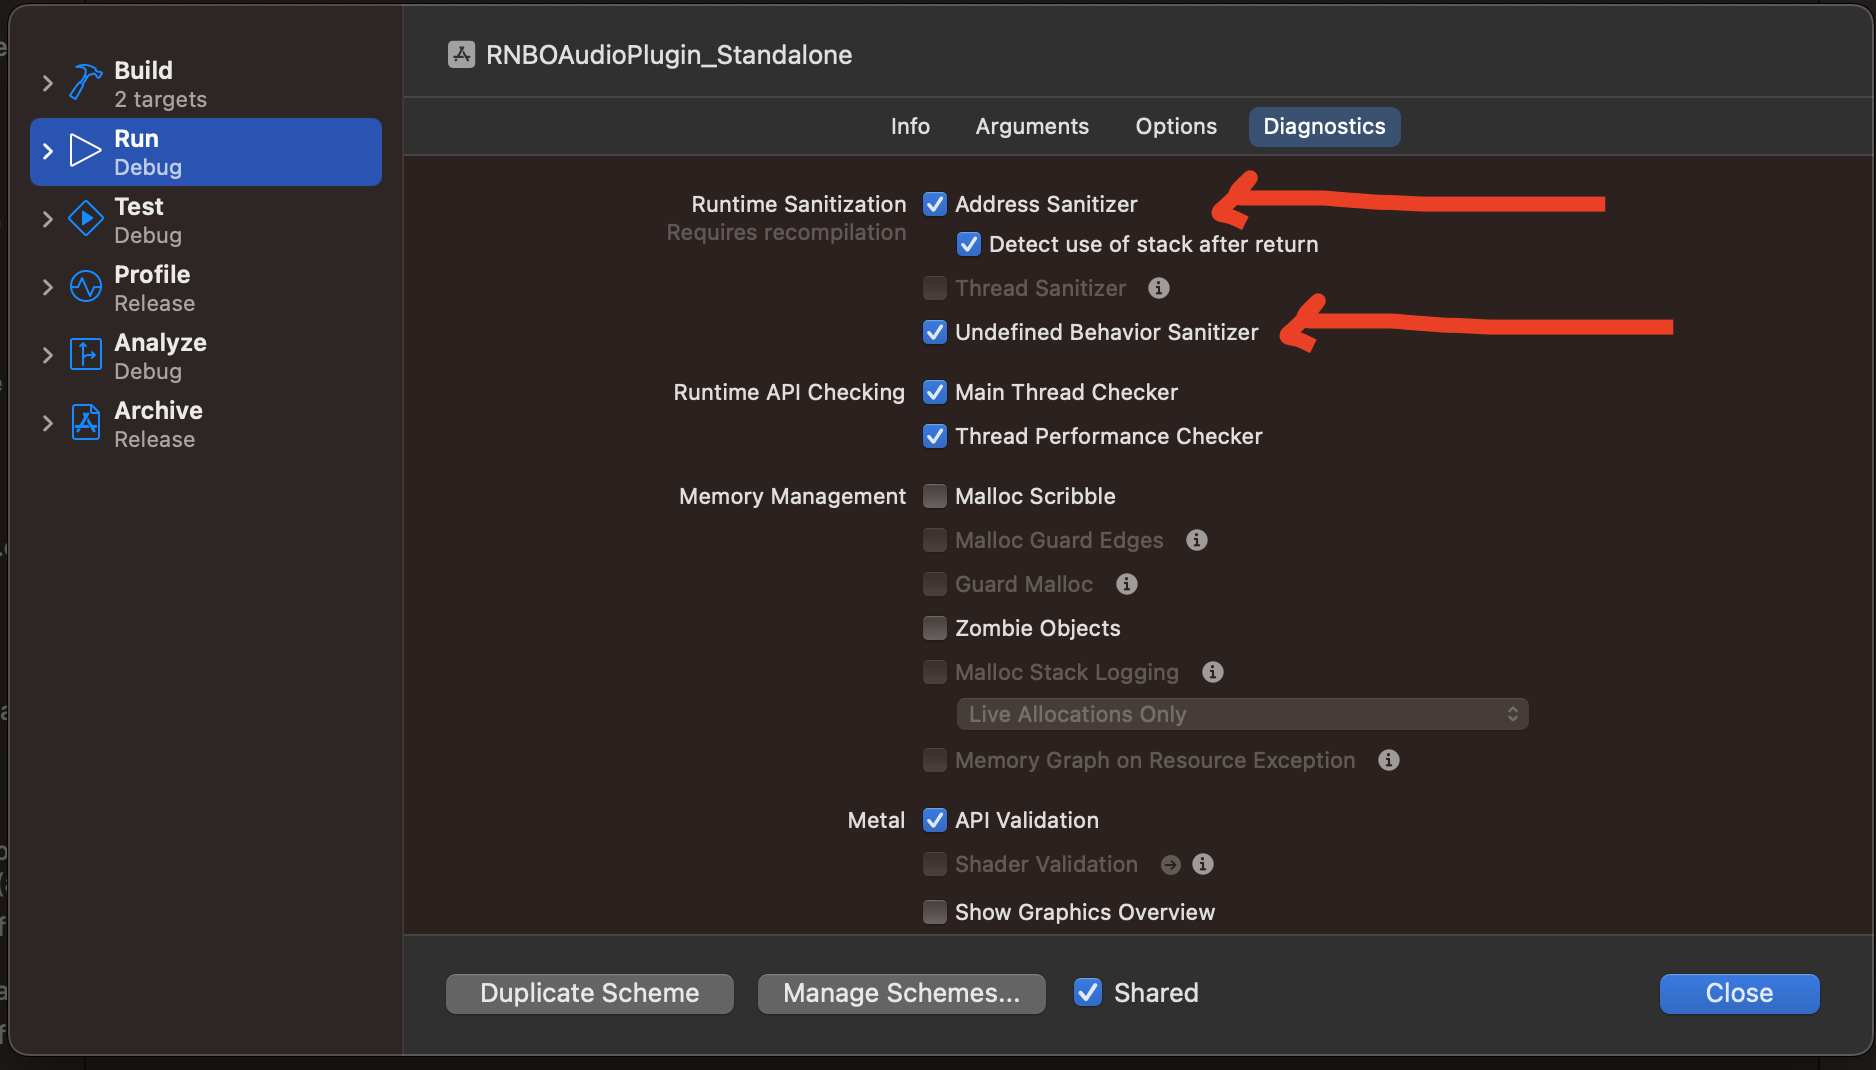 Build
2 targets
Run
Debug
Test
Debug
Profile
Release
Analyze
Debug
Archive
Release
RNBOAudioPlugin_Standalone
Info Arguments Options Diagnostics
Runtime Sanitization Address Sanitizer
Requires recompilation
Detect use of stack after return
Thread Sanitizer
Undefined Behavior Sanitizer
Runtime API Checking Main Thread Checker
Thread Performance Checker
Memory Management Malloc Scribble
Malloc Guard Edges
Guard Malloc
Zombie Objects
Malloc Stack Logging
Live Allocations Only
Memory Graph on Resource Exception
Metal API Validation
Shader Validation
Show Graphics Overview
Duplicate Scheme Manage Schemes... Shared Close